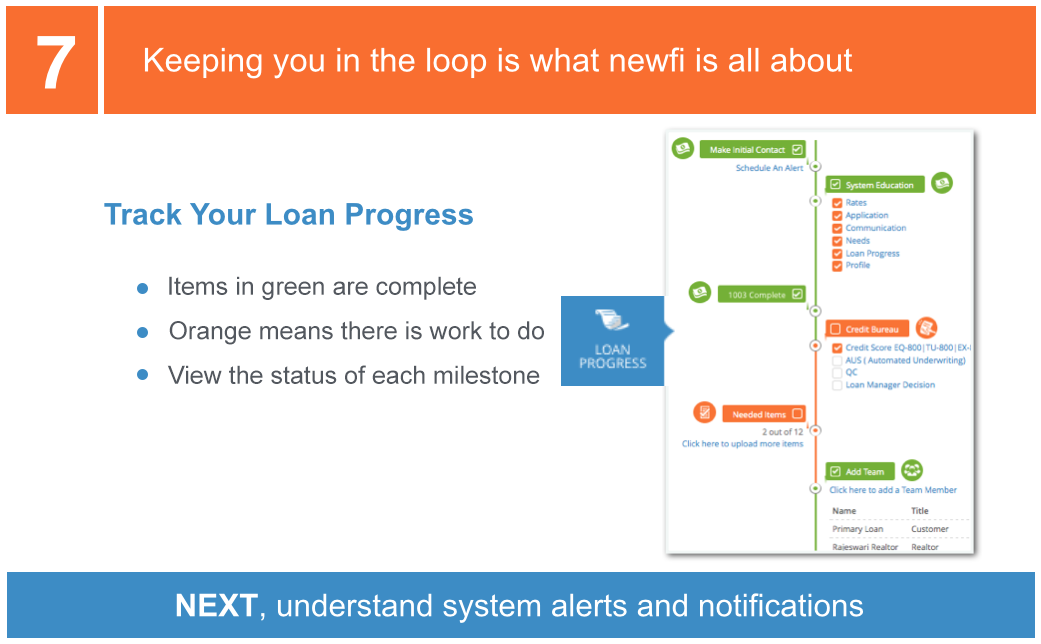 7
Keeping you in the loop is what newfi is all about
Track Your Loan Progress
Items in green are complete
Orange means there is work to do
View the status of each milestone
LOAN
PROGRESS
Make Initial Contact
Schedule An Alert
System Education
Rates
Application
Communication
Needs
Loan Progress
Profile
1003 Complete
Credit Bureau
Credit Score EQ-800|TU-800|EX-
AUS ( Automated Underwriting)
QC
Loan Manager Decision
Needed Items
2 out of 12
Click here to upload more items
Add Team
Click here to add a Team Member
Name Title
Primary Loan Customer
Rajeswari Realtor Realtor
NEXT, understand system alerts and notifications